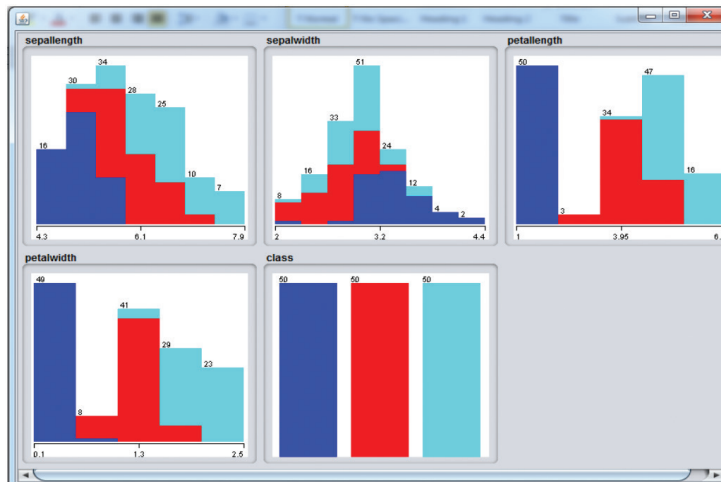 sepallength
16 30 34 28 25 10 7
4.3 6.1 7.9
sepalwidth
8 16 33 51 24 12 4 2
2 3.2 4.4
petallength
50 3 34 47 16
1 3.95 6.
petalwidth
49 8 41 29 23
0.1 1.3 2.5
class
50 50 50